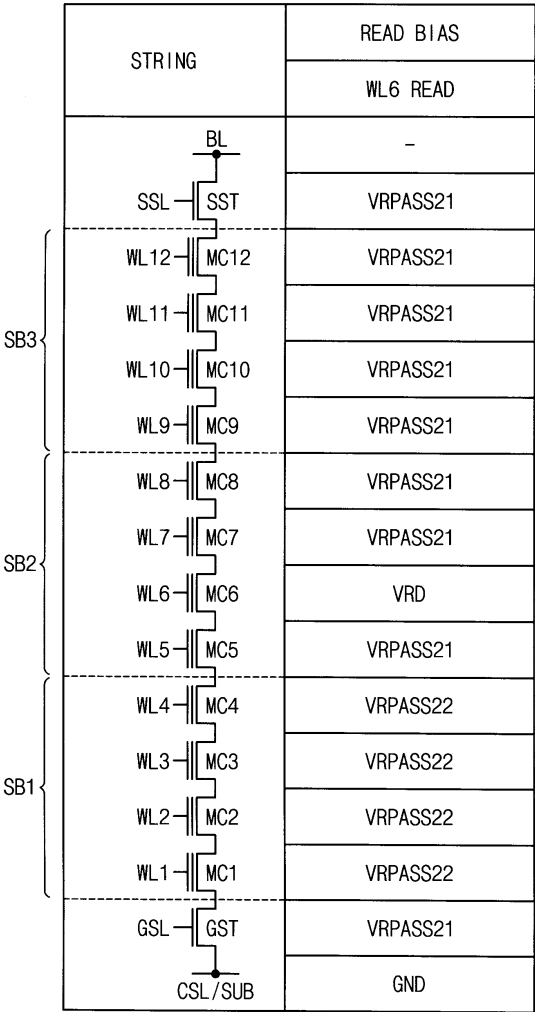 STRING
READ BIAS
WL6 READ
BL
-
SSL SST VRPASS21
WL12 MC12 VRPASS21
WL11 MC11 VRPASS21
SB3
WL10 MC10 VRPASS21
WL9 MC9 VRPASS21
WL8 MC8 VRPASS21
WL7 MC7 VRPASS21
SB2
WL6 MC6 VRD
WL5 MC5 VRPASS21
WL4 MC4 VRPASS22
WL3 MC3 VRPASS22
SB1
WL2 MC2 VRPASS22
WL1 MC1 VRPASS22
GSL GST VRPASS21
CSL/SUB GND